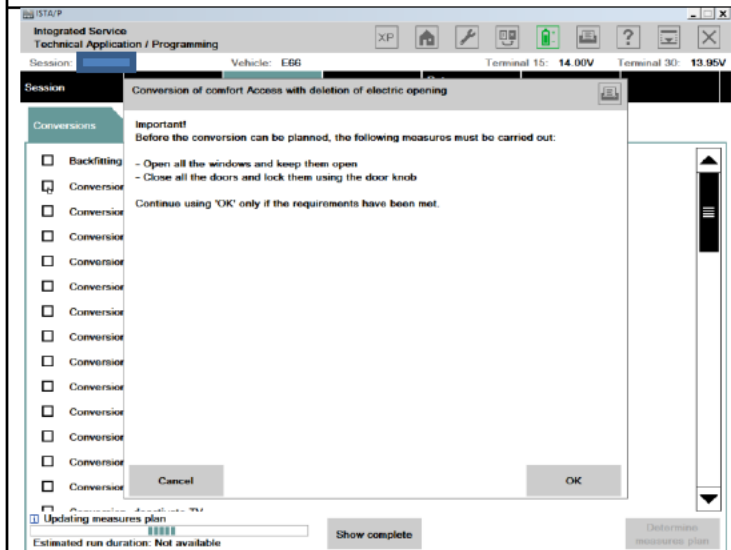 ISTA/P
Integrated Service
Technical Application / Programming
XP
?
Session:
Vehicle: E66
Terminal 15: 14.00V
Terminal 30: 13.95V
Session
Conversion of comfort Access with deletion of electric opening
Conversions
Important!
Before the conversion can be planned, the following measures must be carried out:
- Open all the windows and keep them open
- Close all the doors and lock them using the door knob
Continue using 'OK' only if the requirements have been met.
Backfitting
Conversion
Conversion
Conversion
Conversion
Conversion
Conversion
Conversion
Conversion
Conversion
Conversion
Conversion
Conversion
Conversion
Cancel
OK
Updating measures plan
Estimated run duration: Not available
Show complete
Determine
measures plan